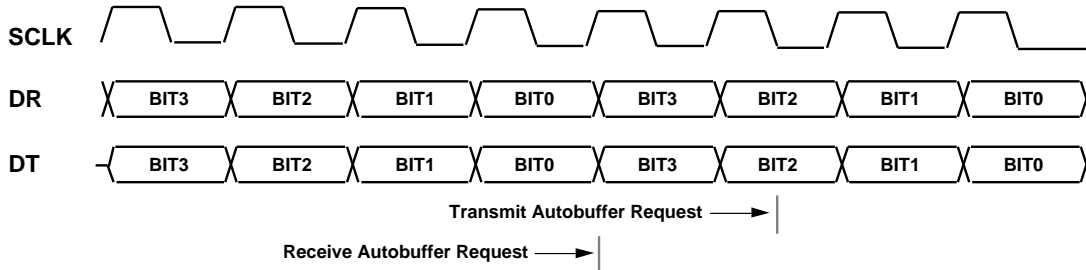 SCLK
DR BIT3 BIT2 BIT1 BIT0 BIT3 BIT2 BIT1 BIT0
DT BIT3 BIT2 BIT1 BIT0 BIT3 BIT2 BIT1 BIT0
Transmit Autobuffer Request
Receive Autobuffer Request